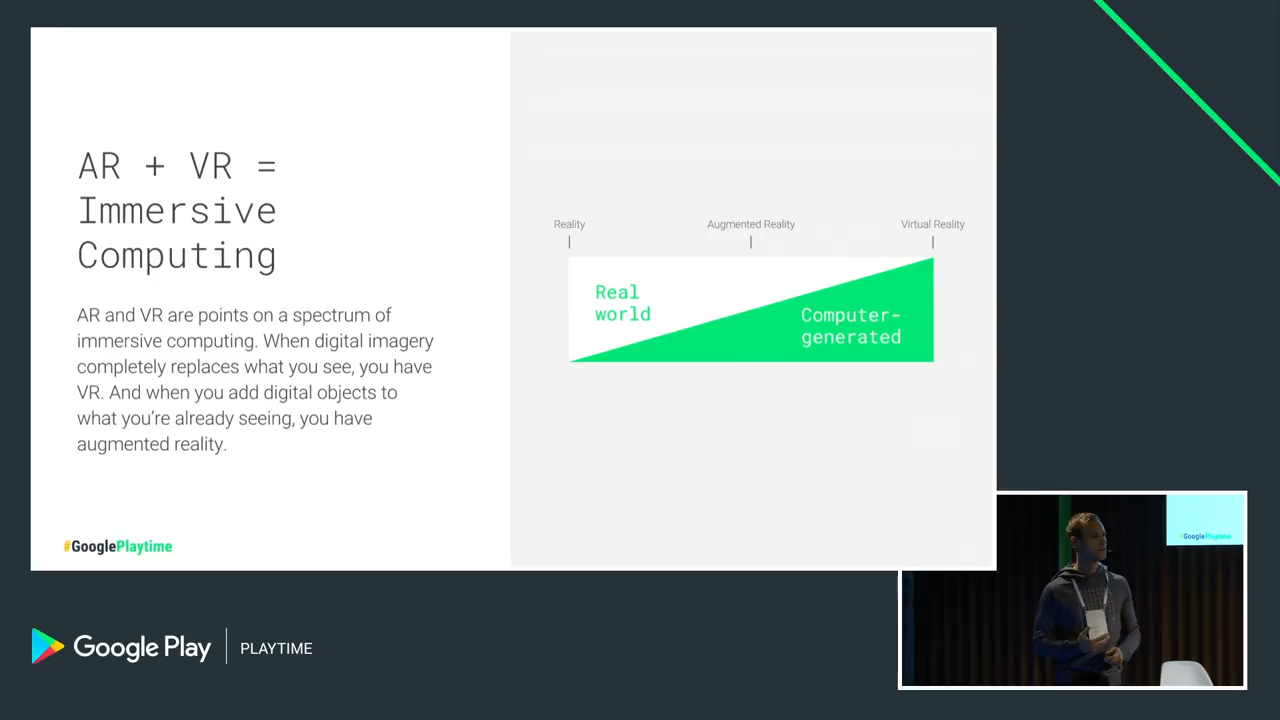 AR + VR =
Immersive
Computing
AR and VR are points on a spectrum of
immersive computing. When digital imagery
completely replaces what you see, you have
VR. And when you add digital objects to
what you’re already seeing, you have
augmented reality.
#GooglePlaytime
Reality
Augmented Reality
Virtual Reality
Real
world
Computer-
generated
#GooglePlaytime
Google Play | PLAYTIME